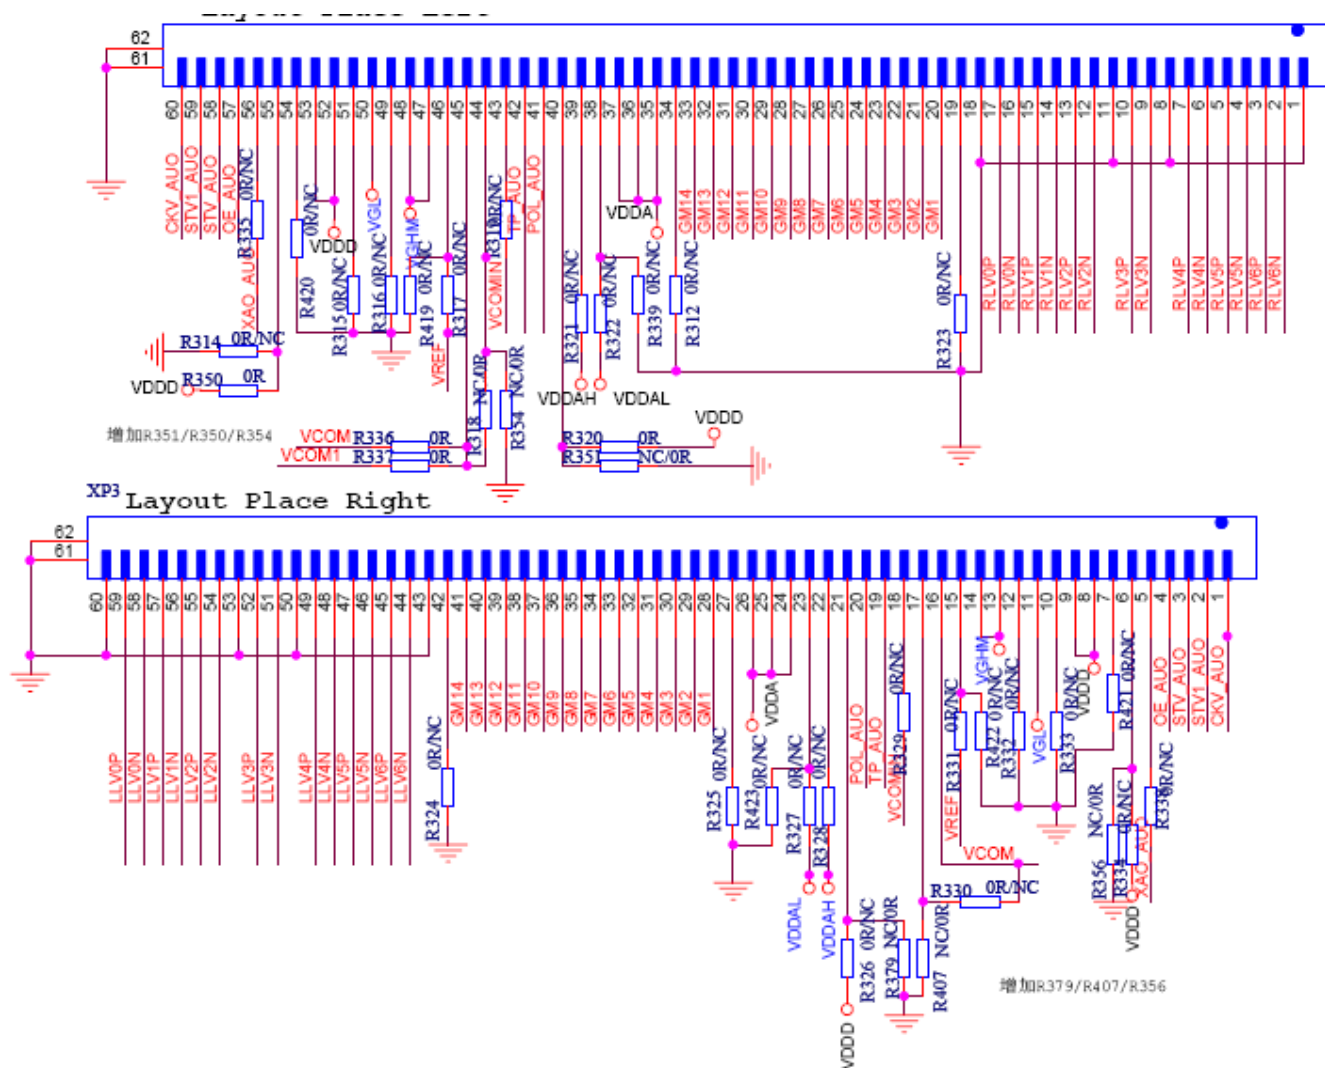 Layout Place Left
62
61
60
59
58
57
56
55
54
53
52
51
50
49
48
47
46
45
44
43
42
41
40
39
38
37
36
35
34
33
32
31
30
29
28
27
26
25
24
23
22
21
20
19
18
17
16
15
14
13
12
11
10
9
8
7
6
5
4
3
2
1
CKV_AUO
STV1_AUO
STV_AUO
OE_AUO
R335 0R/NC
XAO_AUO
R420 0R/NC
VDDD
R315 0R/NC
VGL
R316 0R/NC
VGHM
R419 0R/NC
R317 0R/NC
VREF
VCOMIN
R319 0R/NC
TP_AUO
POL_AUO
R321 0R/NC
R322 0R/NC
R339 0R/NC
R312 0R/NC
VDDA
GM14
GM13
GM12
GM11
GM10
GM9
GM8
GM7
GM6
GM5
GM4
GM3
GM2
GM1
R323 0R/NC
RLV0P
RLV0N
RLV1P
RLV1N
RLV2P
RLV2N
RLV3P
RLV3N
RLV4P
RLV4N
RLV5P
RLV5N
RLV6P
RLV6N
R314 0R/NC
VDDD R350 0R
R318 NC/0R
R354 NC/0R
VDDAH VDDAL
VDDD
增加R351/R350/R354
VCOM R336 0R
VCOM1 R337 0R
R320 0R
R351 NC/0R
XP3 Layout Place Right
62
61
60
59
58
57
56
55
54
53
52
51
50
49
48
47
46
45
44
43
42
41
40
39
38
37
36
35
34
33
32
31
30
29
28
27
26
25
24
23
22
21
20
19
18
17
16
15
14
13
12
11
10
9
8
7
6
5
4
3
2
1
LLV0P
LLV0N
LLV1P
LLV1N
LLV2P
LLV2N
LLV3P
LLV3N
LLV4P
LLV4N
LLV5P
LLV5N
LLV6P
LLV6N
R324 0R/NC
GM14
GM13
GM12
GM11
GM10
GM9
GM8
GM7
GM6
GM5
GM4
GM3
GM2
GM1
R325 0R/NC
R423 0R/NC
VDDA
R327 0R/NC
R328 0R/NC
VDDAL
VDDAH
POL_AUO
TP_AUO
R329 0R/NC
R331 0R/NC
VREF
R422 0R/NC
VGHM
R332 0R/NC
VGL
R333 0R/NC
VDDD
R421 0R/NC
OE_AUO
STV_AUO
STV1_AUO
CKV_AUO
R356 NC/0R
R334 0R/NC
R338 0R/NC
XAO_AUO
VDDD
VCOM
R330 0R/NC
R326 0R/NC
R379 NC/0R
R407 NC/0R
VDDD
增加R379/R407/R356